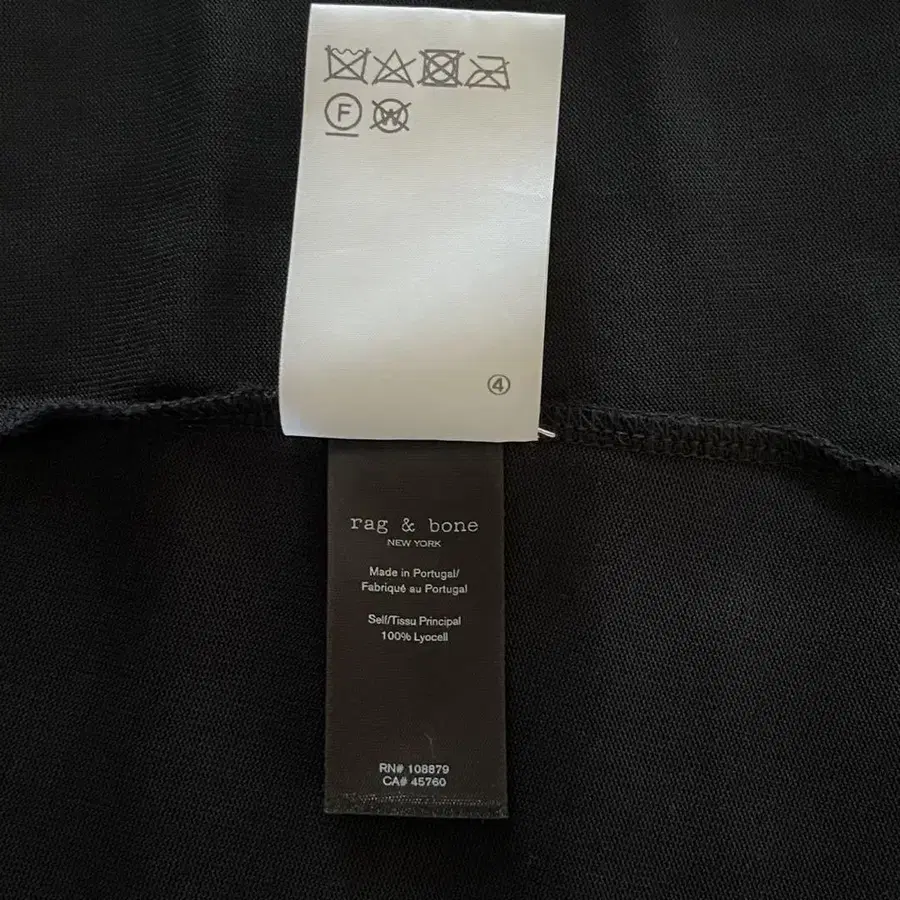 F W
④
rag & bone
NEW YORK
Made in Portugal/
Fabriqué au Portugal
Self/Tissu Principal
100% Lyocell
RN# 108879
CA# 45760